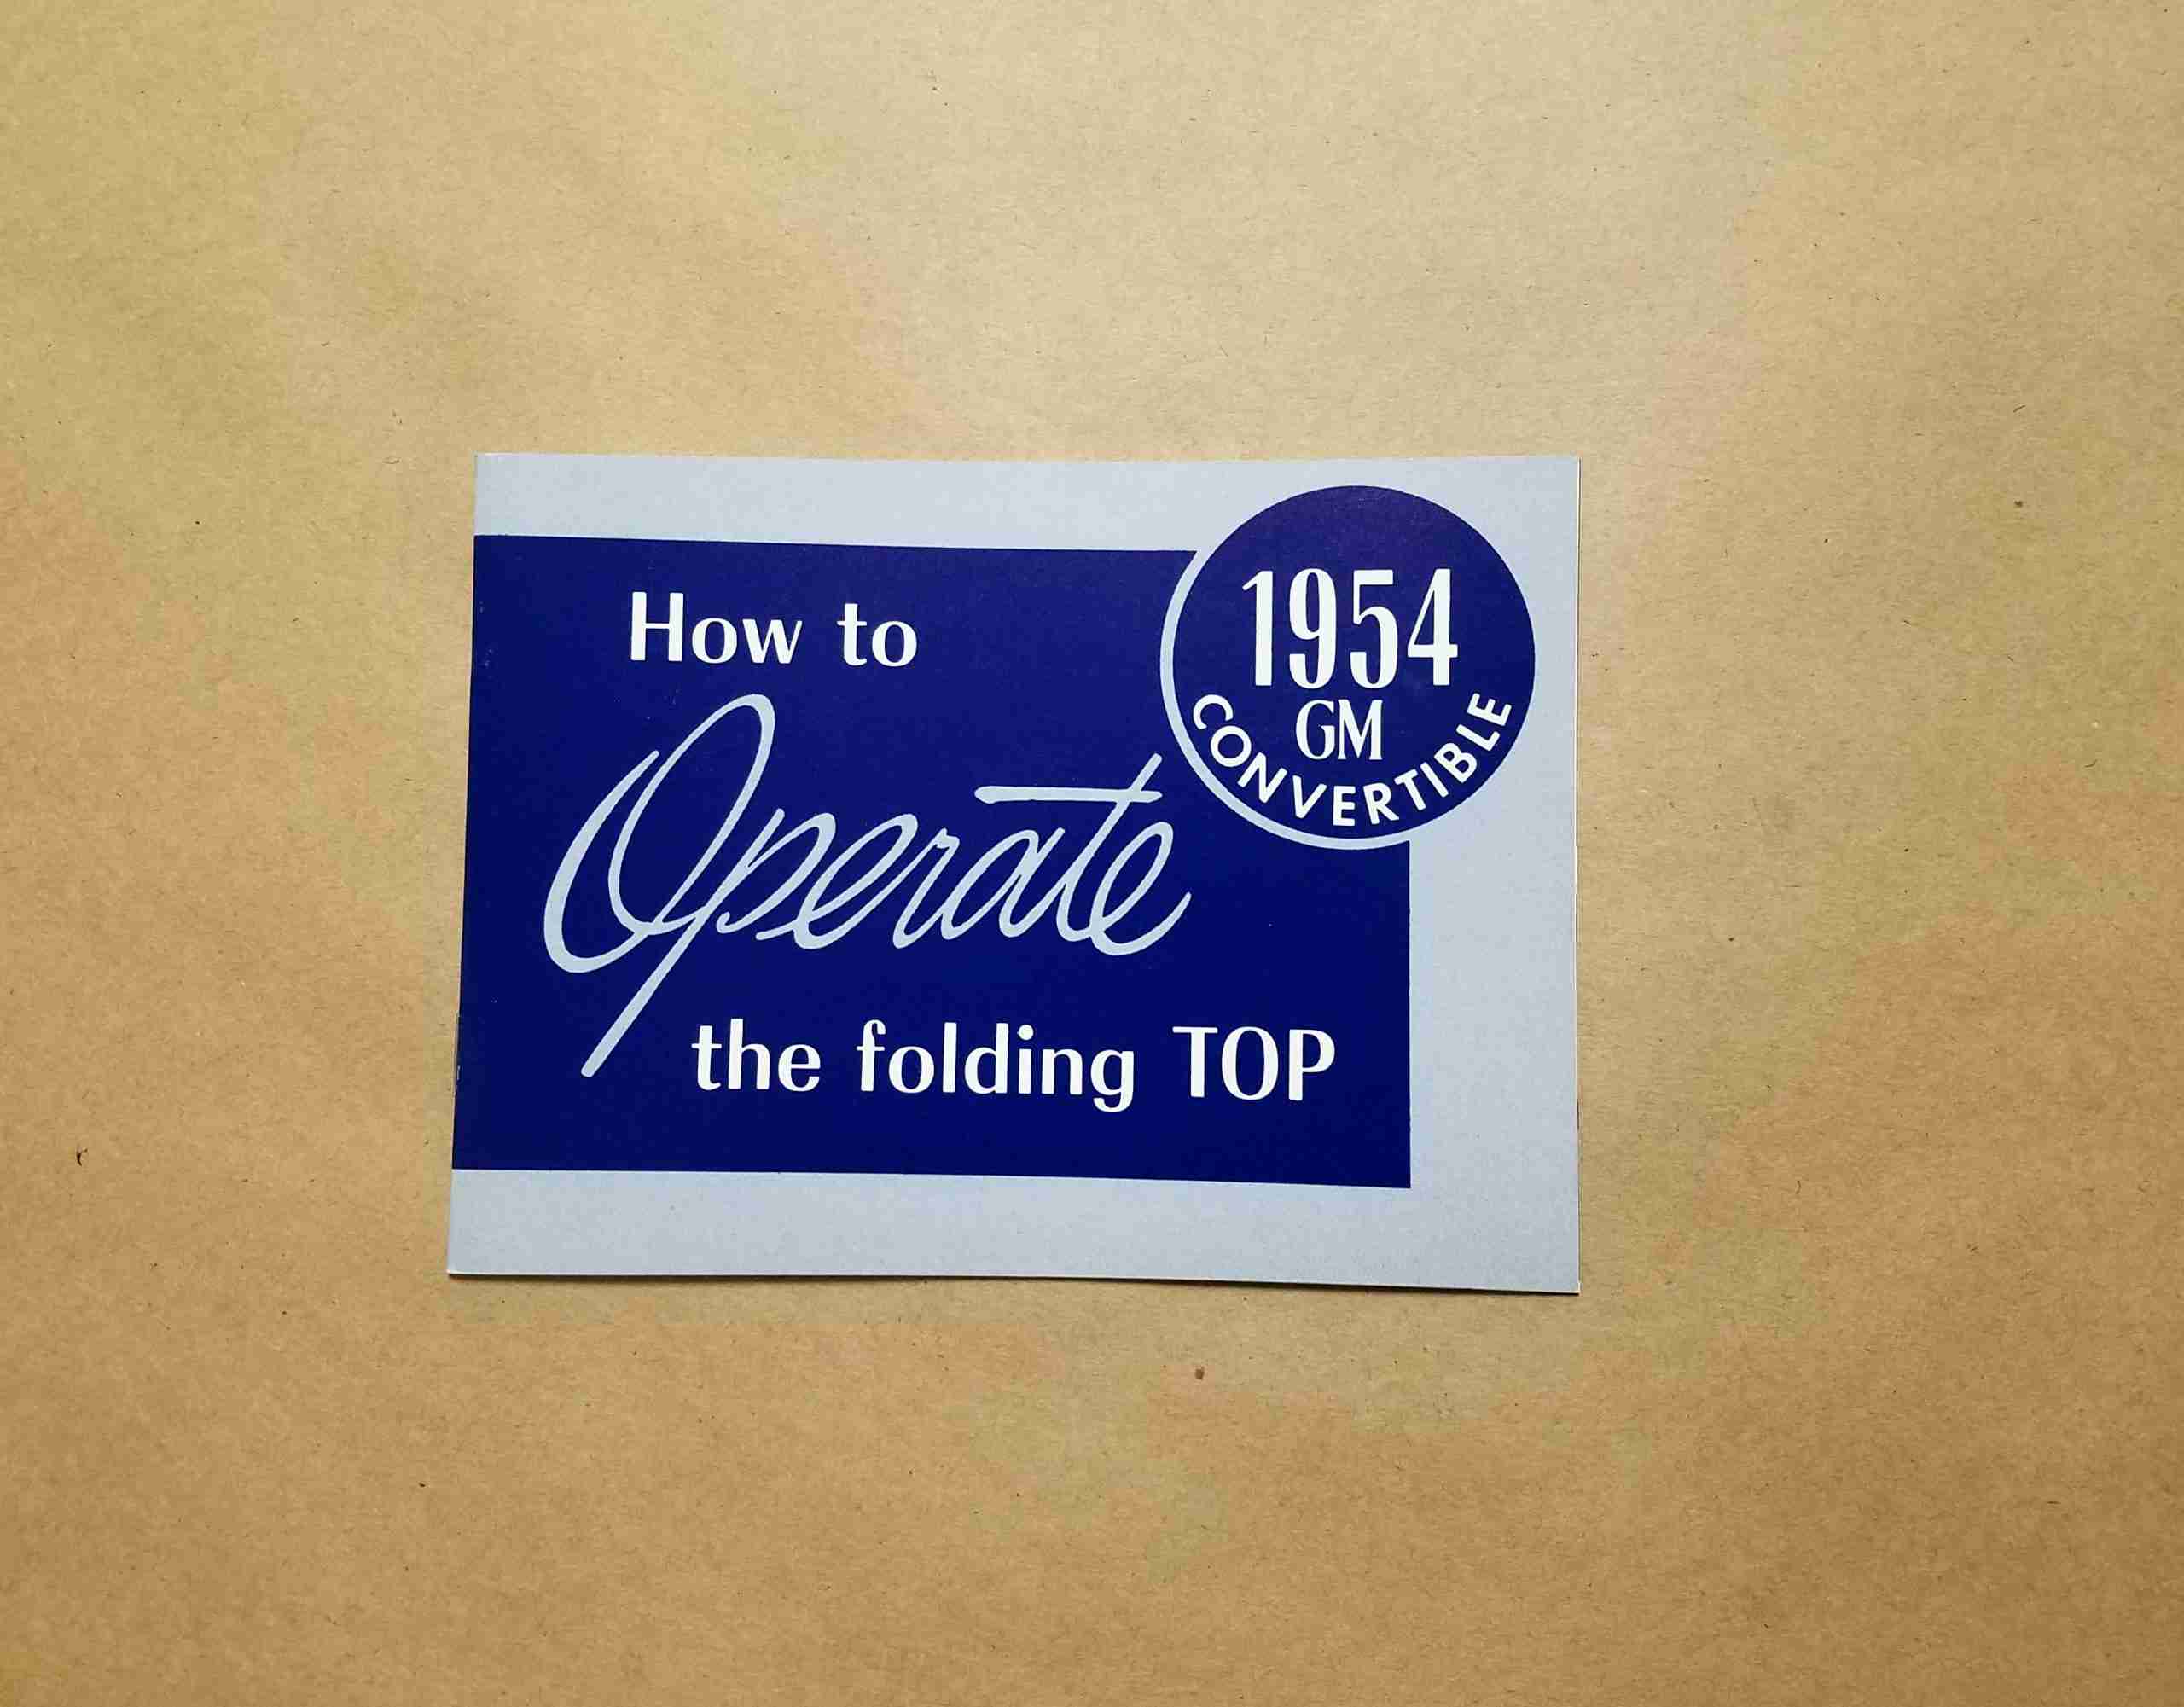 How to
Operate
the folding TOP
1954
GM
CONVERTIBLE